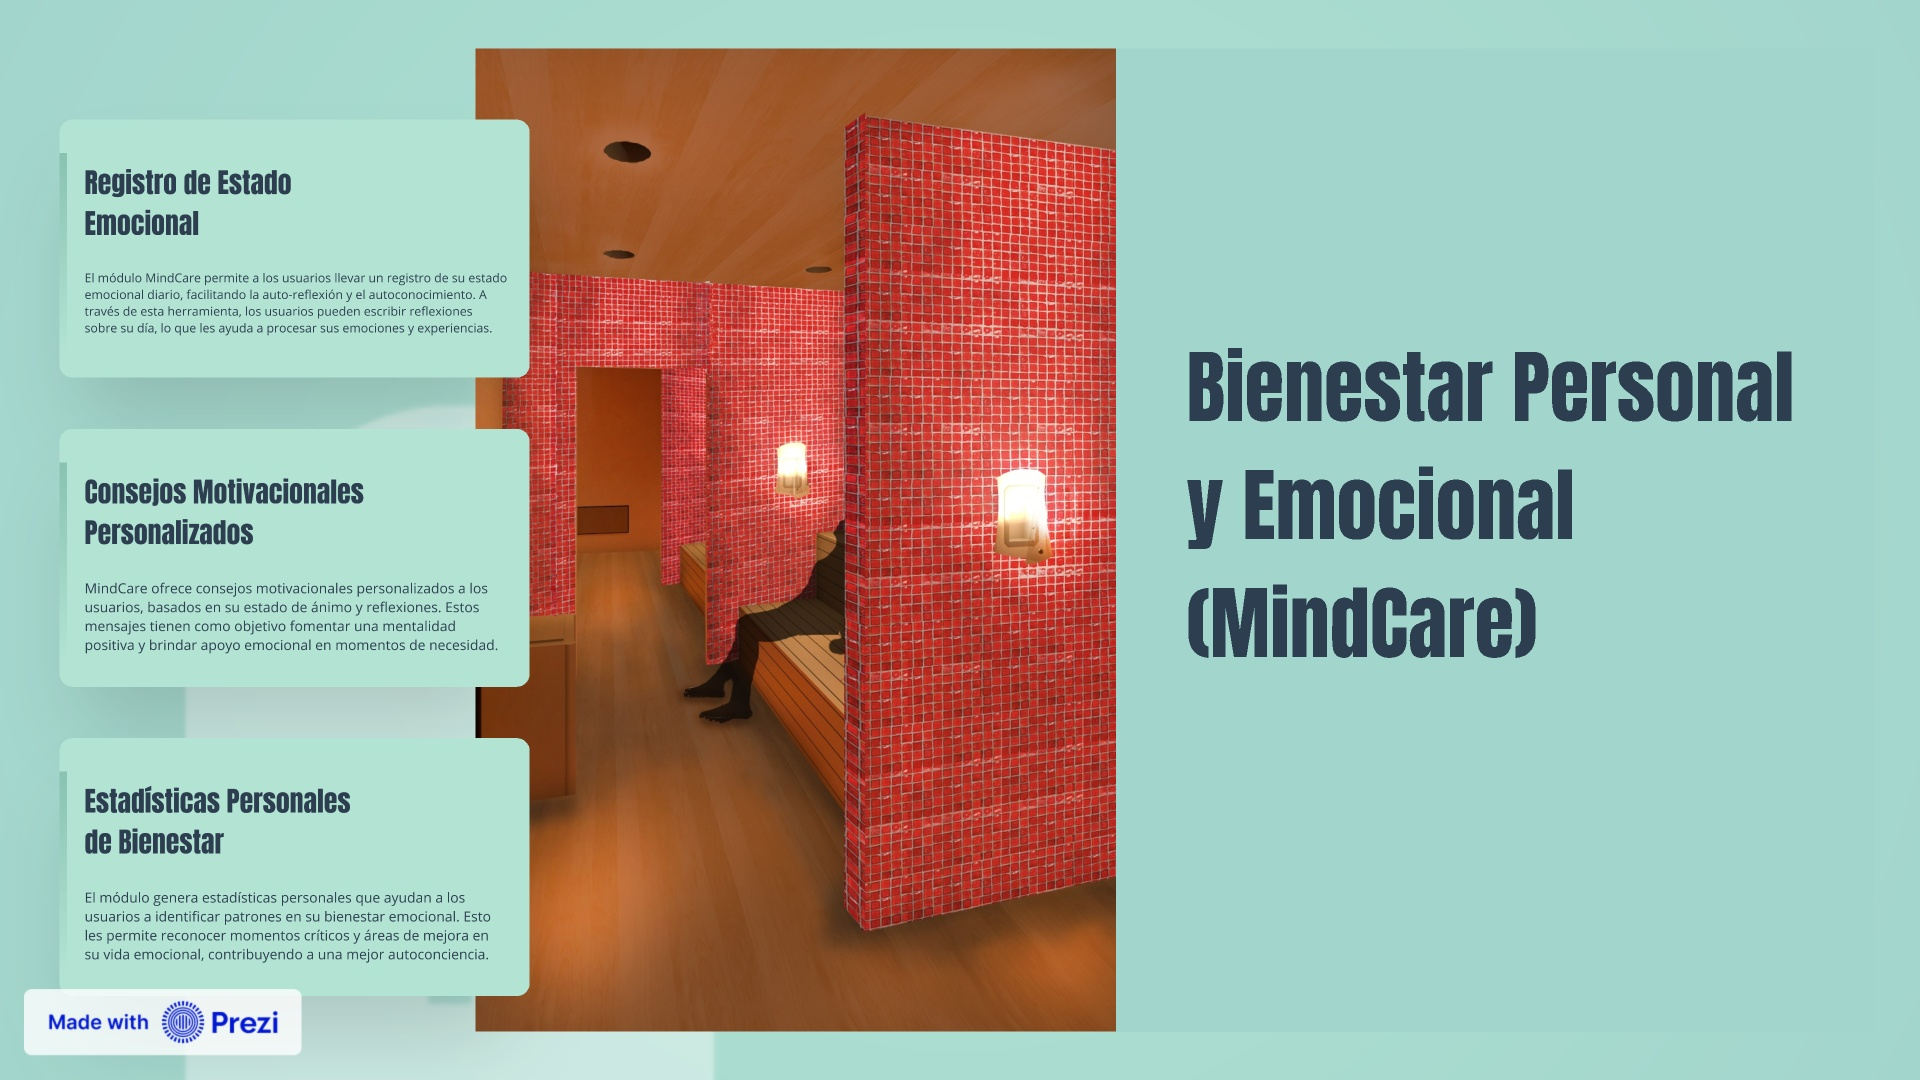 Registro de Estado
Emocional
El módulo MindCare permite a los usuarios llevar un registro de su estado
emocional diario, facilitando la auto-reflexión y el autoconocimiento. A
través de esta herramienta, los usuarios pueden escribir reflexiones
sobre su día, lo que les ayuda a procesar sus emociones y experiencias.
Consejos Motivacionales
Personalizados
MindCare ofrece consejos motivacionales personalizados a los
usuarios, basados en su estado de ánimo y reflexiones. Estos
mensajes tienen como objetivo fomentar una mentalidad
positiva y brindar apoyo emocional en momentos de necesidad.
Estadísticas Personales
de Bienestar
El módulo genera estadísticas personales que ayudan a los
usuarios a identificar patrones en su bienestar emocional. Esto
les permite reconocer momentos críticos y áreas de mejora en
su vida emocional, contribuyendo a una mejor autoconciencia.
Bienestar Personal
y Emocional
(MindCare)
Made with Prezi